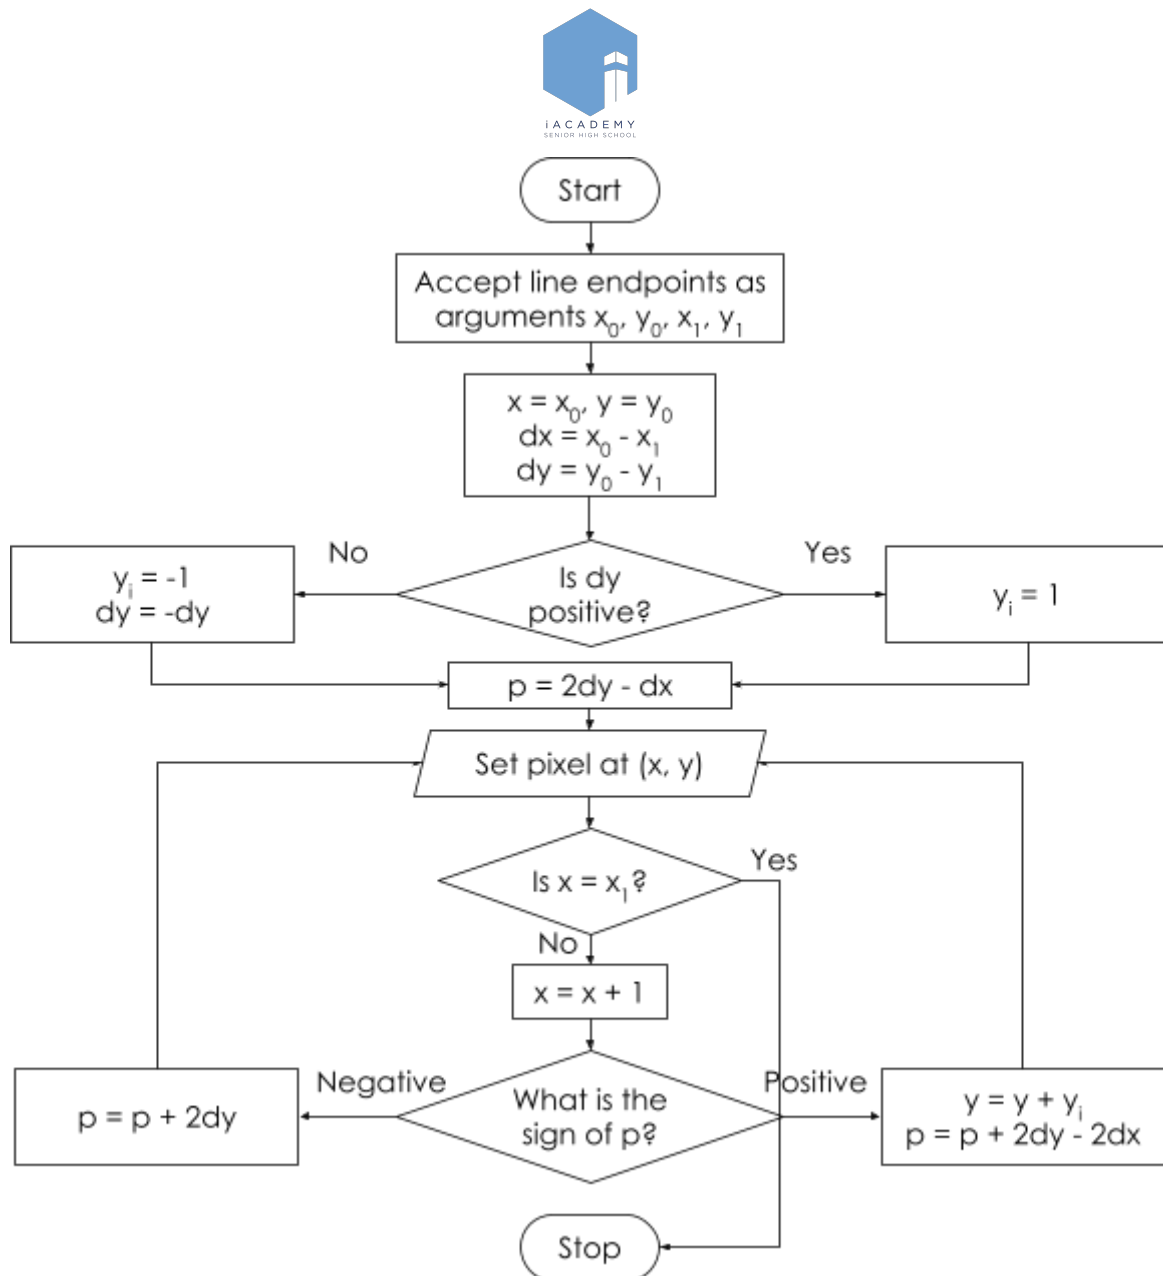 iACADEMY
SENIOR HIGH SCHOOL
Start
Accept line endpoints as
arguments x₀, y₀, x₁, y₁
x = x₀, y = y₀
dx = x₀ - x₁
dy = y₀ - y₁
No
Yes
yᵢ = -1
dy = -dy
Is dy
positive?
yᵢ = 1
p = 2dy - dx
Set pixel at (x, y)
Yes
Is x = x₁?
No
x = x + 1
Negative
Positive
p = p + 2dy
What is the
sign of p?
y = y + yᵢ
p = p + 2dy - 2dx
Stop